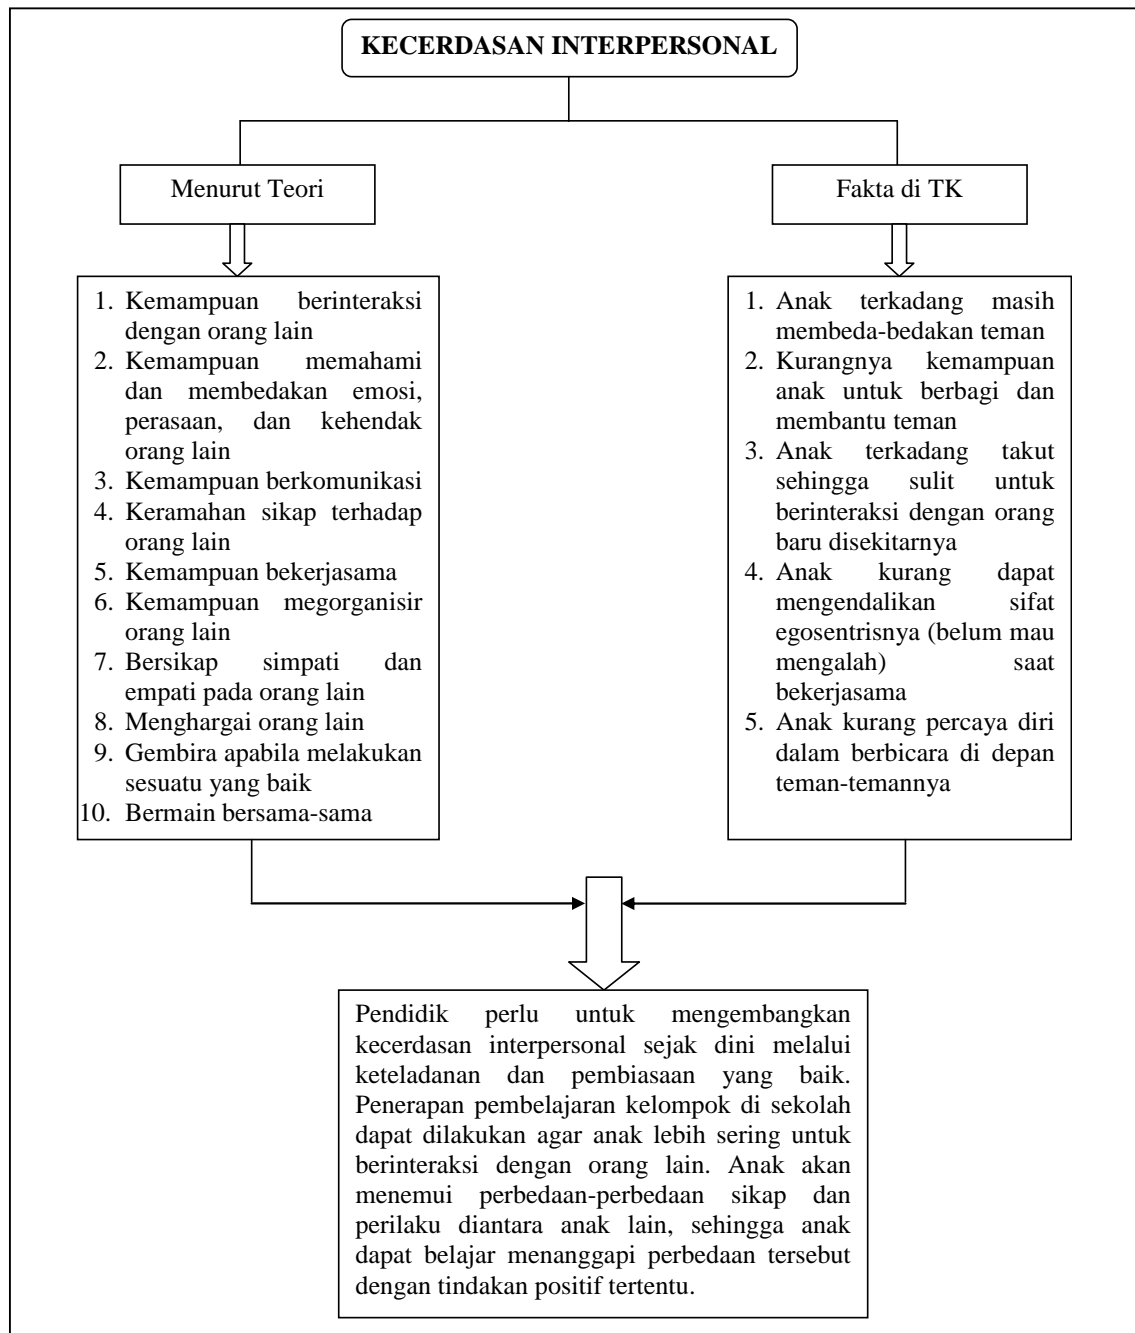 KECERDASAN INTERPERSONAL
Menurut Teori
Fakta di TK
1. Kemampuan berinteraksi
dengan orang lain
2. Kemampuan memahami
dan membedakan emosi,
perasaan, dan kehendak
orang lain
3. Kemampuan berkomunikasi
4. Keramahan sikap terhadap
orang lain
5. Kemampuan bekerjasama
6. Kemampuan megorganisir
orang lain
7. Bersikap simpati dan
empati pada orang lain
8. Menghargai orang lain
9. Gembira apabila melakukan
sesuatu yang baik
10. Bermain bersama-sama
1. Anak terkadang masih
membeda-bedakan teman
2. Kurangnya kemampuan
anak untuk berbagi dan
membantu teman
3. Anak terkadang takut
sehingga sulit untuk
berinteraksi dengan orang
baru disekitarnya
4. Anak kurang dapat
mengendalikan sifat
egosentrisnya (belum mau
mengalah) saat
bekerjasama
5. Anak kurang percaya diri
dalam berbicara di depan
teman-temannya
Pendidik perlu untuk mengembangkan
kecerdasan interpersonal sejak dini melalui
keteladanan dan pembiasaan yang baik.
Penerapan pembelajaran kelompok di sekolah
dapat dilakukan agar anak lebih sering untuk
berinteraksi dengan orang lain. Anak akan
menemui perbedaan-perbedaan sikap dan
perilaku diantara anak lain, sehingga anak
dapat belajar menanggapi perbedaan tersebut
dengan tindakan positif tertentu.